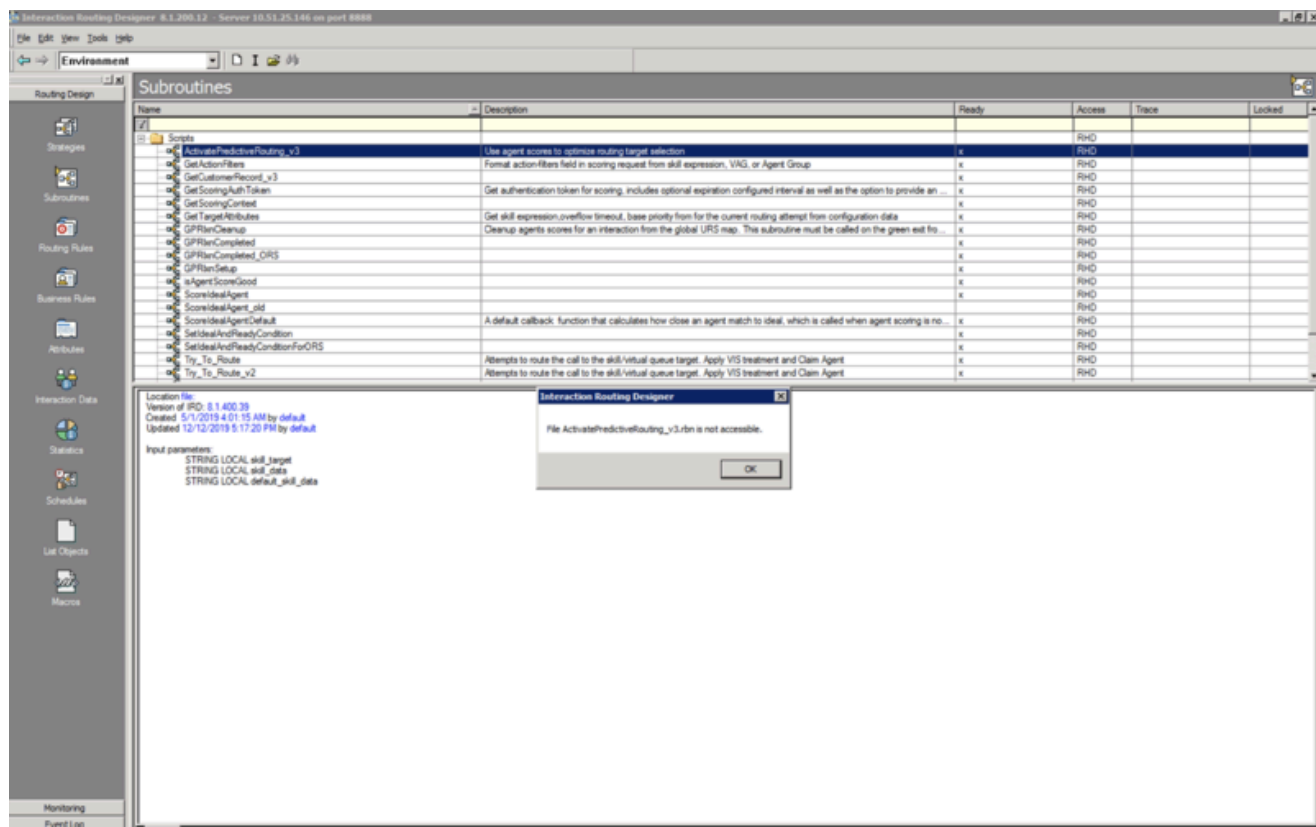 Interaction Routing Designer 8.1.200.12 - Server 10.51.25.146 on port 8888
File Edit View Tools Help
Environment
Routing Design
Subroutines
Name Description Ready Access Trace Locked
Scripts RHD
ActivatePredictiveRouting_v3 Use agent scores to optimize routing target selection x RHD
GetActionFilters Format action-filters field in scoring request from skill expression, VAG, or Agent Group x RHD
GetCustomerRecord_v3 x RHD
GetScoringAuthToken Get authentication token for scoring, includes optional expiration configured interval as well as the option to provide an ... x RHD
GetScoringContext x RHD
GetTargetAttributes Get skill expression,overflow timeout, base priority from for the current routing attempt from configuration data x RHD
GPRIxnCleanup Cleanup agents scores for an interaction from the global URS map. This subroutine must be called on the green exit fro... x RHD
GPRIxnCompleted x RHD
GPRIxnCompleted_ORS x RHD
GPRIxnSetup x RHD
isAgentScoreGood x RHD
ScoreIdealAgent x RHD
ScoreIdealAgent_old RHD
ScoreIdealAgentDefault A default callback function that calculates how close an agent match to ideal, which is called when agent scoring is no... x RHD
SetIdealAndReadyCondition x RHD
SetIdealAndReadyConditionForORS x RHD
Try_To_Route Attempts to route the call to the skill/virtual queue target. Apply VIS treatment and Claim Agent x RHD
Try_To_Route_v2 Attempts to route the call to the skill/virtual queue target. Apply VIS treatment and Claim Agent x RHD
Strategies
Subroutines
Routing Rules
Business Rules
Attributes
Interaction Data
Statistics
Schedules
List Objects
Macros
Monitoring
Event Log
Location file:
Version of IRD: 8.1.400.39
Created 5/1/2019 4:01:15 AM by default
Updated 12/12/2019 5:17:20 PM by default
Input parameters:
STRING LOCAL skill_target
STRING LOCAL skill_data
STRING LOCAL default_skill_data
Interaction Routing Designer
File ActivatePredictiveRouting_v3.rbn is not accessible.
OK